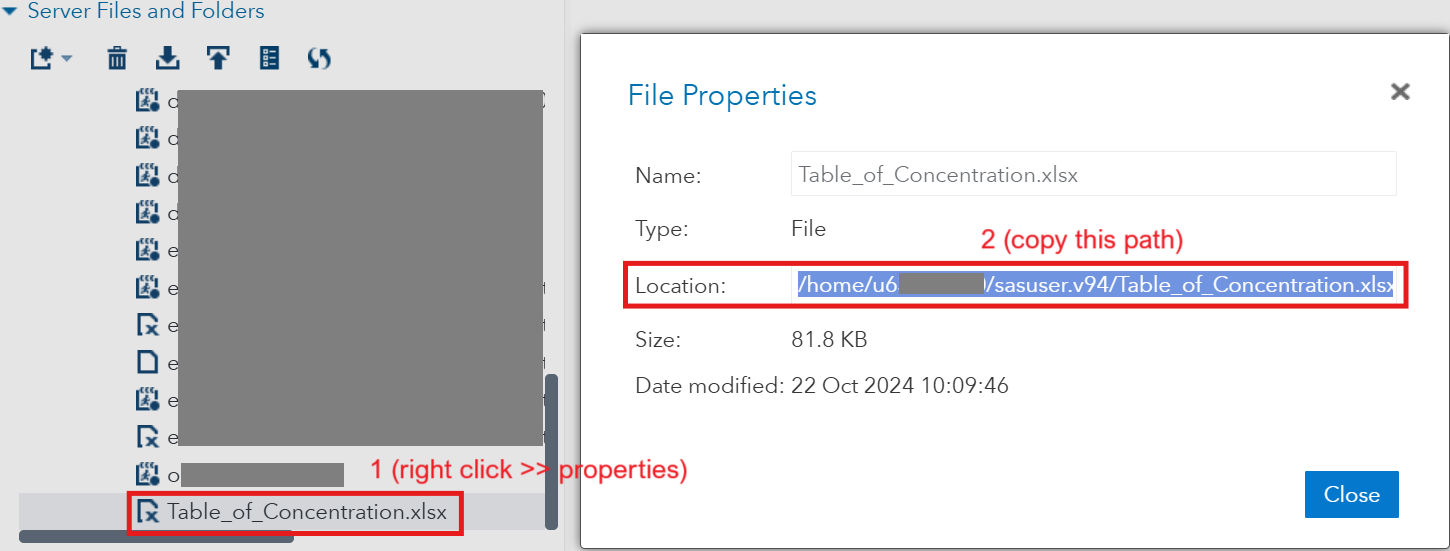 Server Files and Folders
File Properties
Name: Table_of_Concentration.xlsx
Type: File
2 (copy this path)
Location: /home/u6 /sasuser.v94/Table_of_Concentration.xlsx
Size: 81.8 KB
Date modified: 22 Oct 2024 10:09:46
Close
d
d
d
e
e
e
e
e
e
o
1 (right click >> properties)
Table_of_Concentration.xlsx